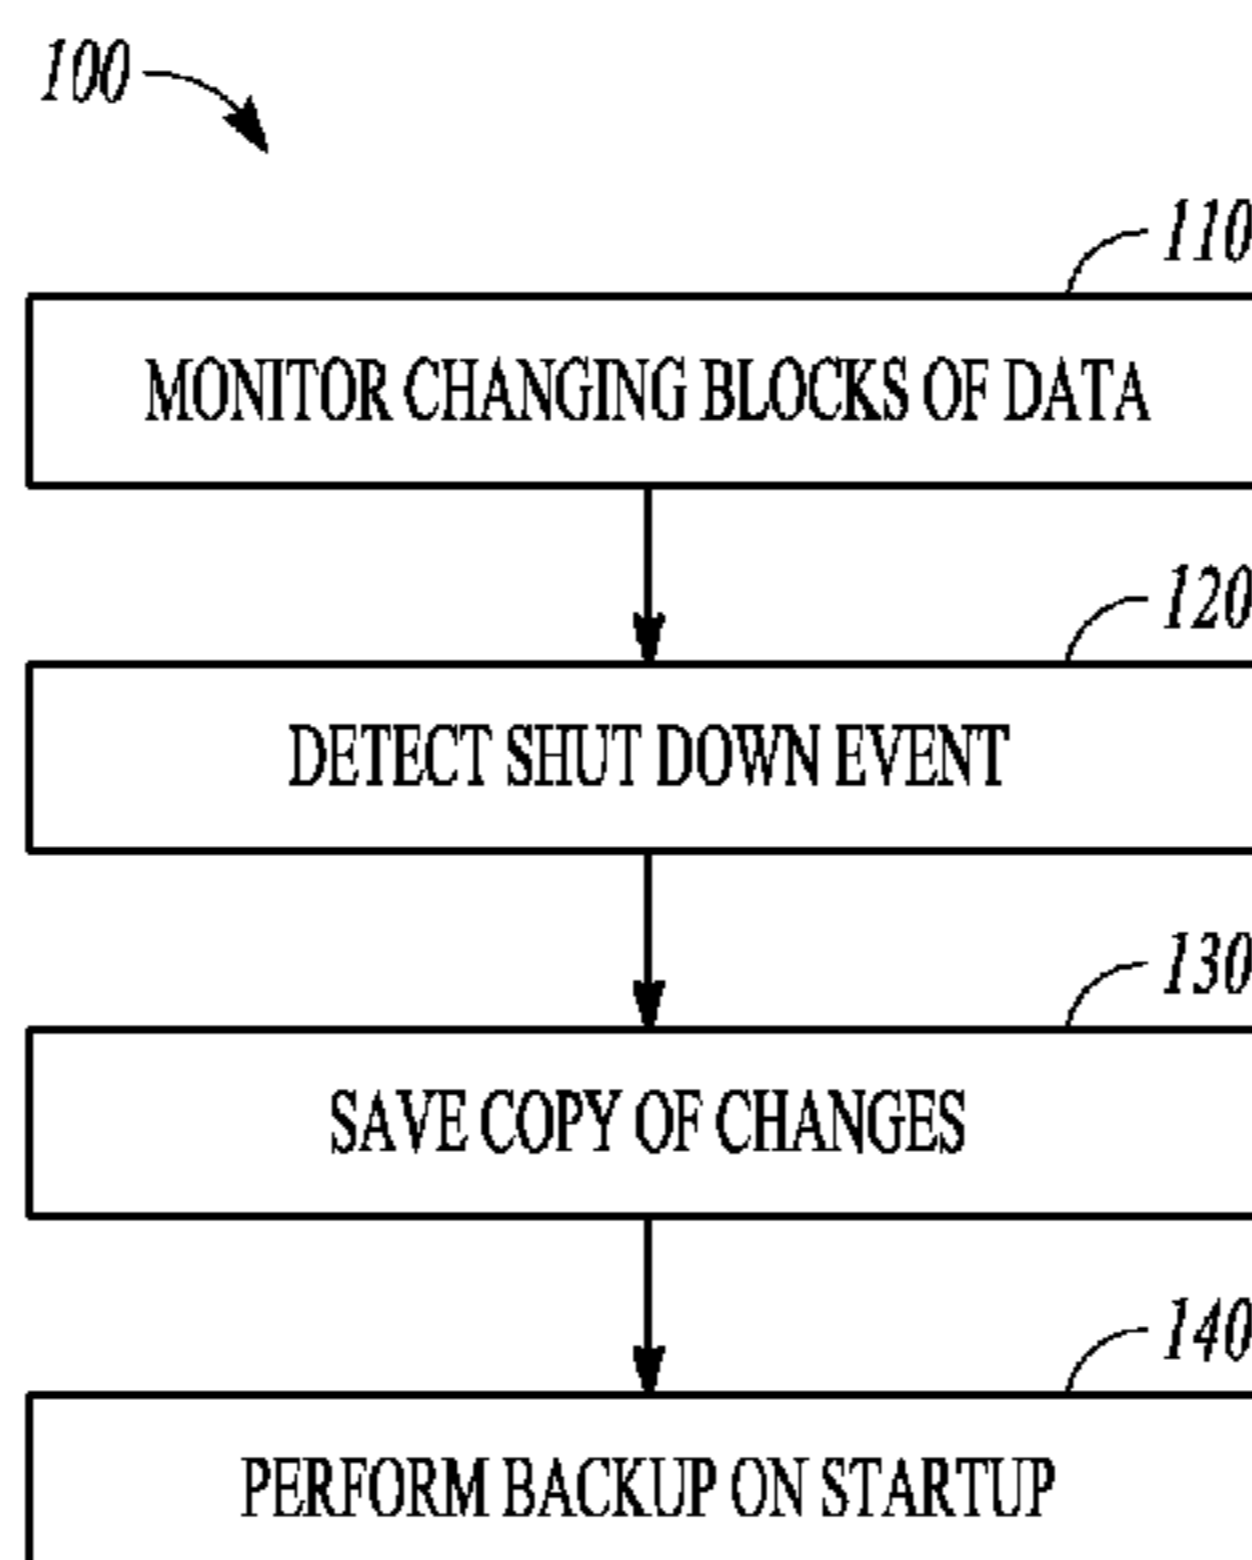 100
110
MONITOR CHANGING BLOCKS OF DATA
120
DETECT SHUT DOWN EVENT
130
SAVE COPY OF CHANGES
140
PERFORM BACKUP ON STARTUP